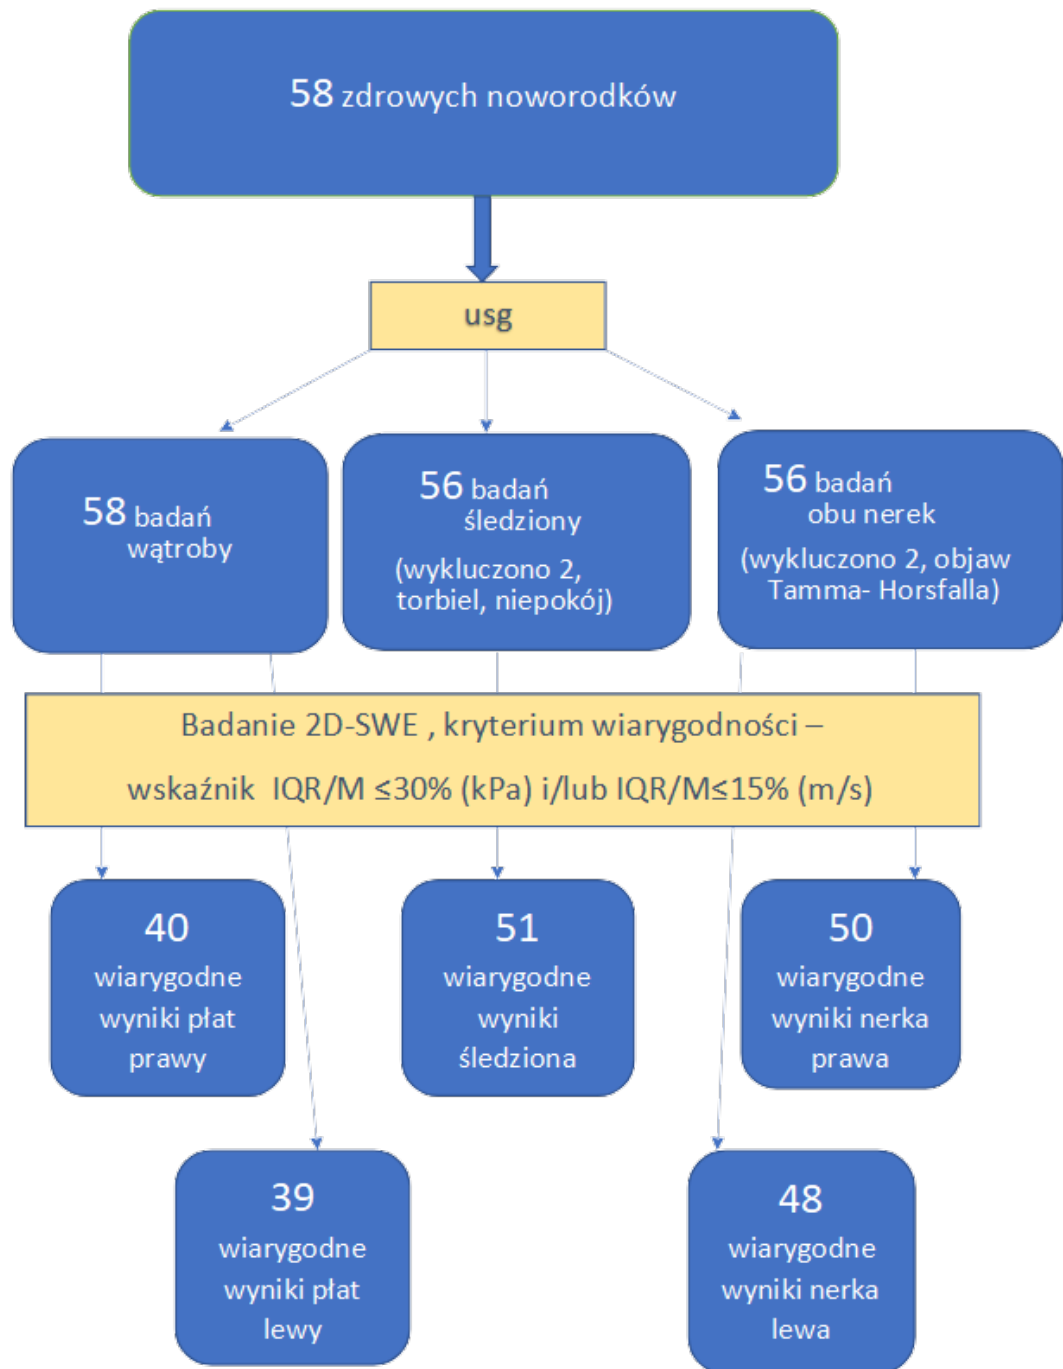 58 zdrowych noworodków
usg
58 badań
wątroby
56 badań
śledziony
(wykluczono 2,
torbiel, niepokój)
56 badań
obu nerek
(wykluczono 2, objaw
Tamma- Horsfalla)
Badanie 2D-SWE , kryterium wiarygodności –
wskaźnik IQR/M ≤30% (kPa) i/lub IQR/M≤15% (m/s)
40
wiarygodne
wyniki płat
prawy
51
wiarygodne
wyniki
śledziona
50
wiarygodne
wyniki nerka
prawa
39
wiarygodne
wyniki płat
lewy
48
wiarygodne
wyniki nerka
lewa